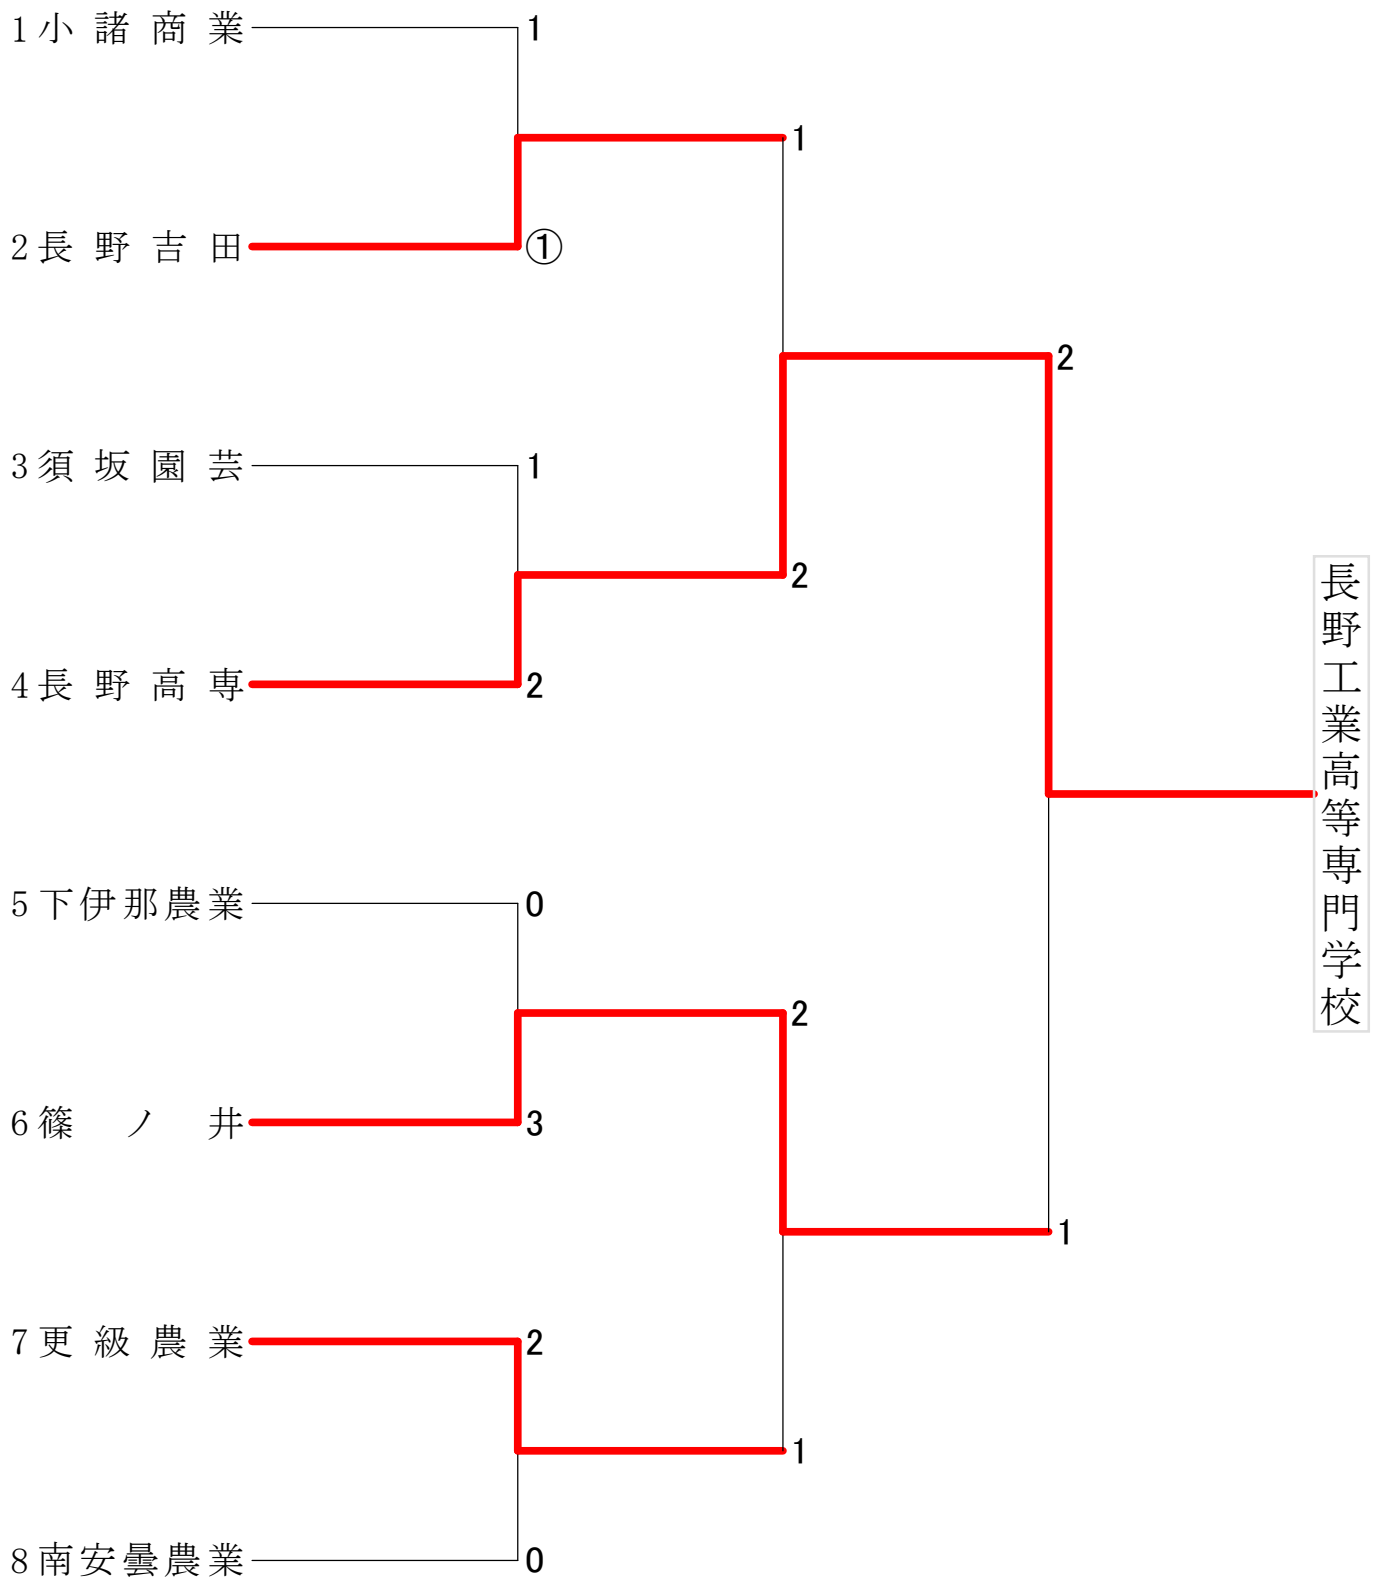 1小諸商業 1
1
2長野吉田 ①
2
3須坂園芸 1
2
4長野高専 2
長野工業高等専門学校
5下伊那農業 0
2
6篠ノ井 3
1
7更級農業 2
1
8南安曇農業 0